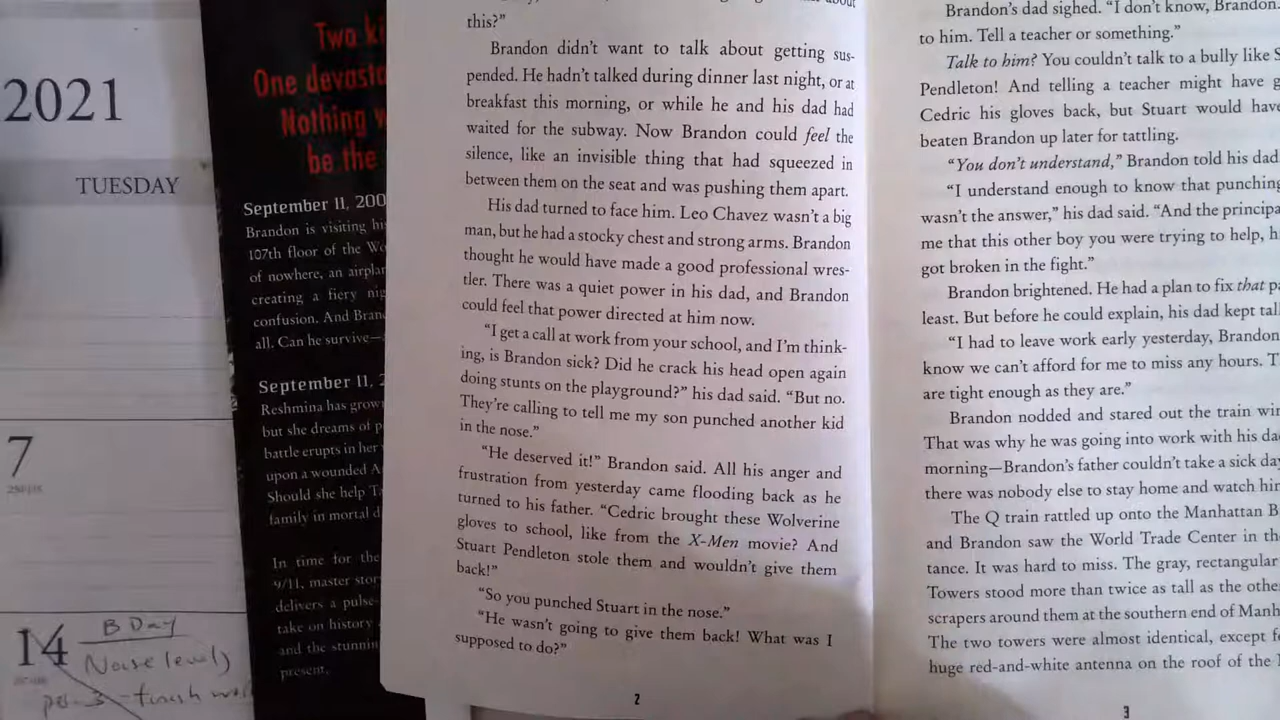 2021
TUESDAY
7
14 B Day
Noise levels
Two
One
Nothing
be the
September 11,
Brandon is visiting
107th floor of the
of nowhere, an
creating a fiery
confusion. And
all. Can he survive—
September 11,
Reshmina has
but she dreams of
battle erupts in her
upon a wounded
Should she help
family in mortal
In time for the
9/11, master
delivers a
take on history
and the
present.
this?"
Brandon didn't want to talk about getting sus-
pended. He hadn't talked during dinner last night, or at
breakfast this morning, or while he and his dad had
waited for the subway. Now Brandon could feel the
silence, like an invisible thing that had squeezed in
between them on the seat and was pushing them apart.
His dad turned to face him. Leo Chavez wasn't a big
man, but he had a stocky chest and strong arms. Brandon
thought he would have made a good professional wres-
tler. There was a quiet power in his dad, and Brandon
could feel that power directed at him now.
"I get a call at work from your school, and I'm think-
ing, is Brandon sick? Did he crack his head open again
doing stunts on the playground?" his dad said. "But no.
They're calling to tell me my son punched another kid
in the nose."
"He deserved it!" Brandon said. All his anger and
frustration from yesterday came flooding back as he
turned to his father. "Cedric brought these Wolverine
gloves to school, like from the X-Men movie? And
Stuart Pendleton stole them and wouldn't give them
back!"
"So you punched Stuart in the nose."
"He wasn't going to give them back! What was I
supposed to do?"
2
Brandon's dad sighed. "I don't know, Brandon.
to him. Tell a teacher or something."
Talk to him? You couldn't talk to a bully like
Pendleton! And telling a teacher might have
Cedric his gloves back, but Stuart would have
beaten Brandon up later for tattling.
"You don't understand," Brandon told his dad
"I understand enough to know that punching
wasn't the answer," his dad said. "And the
me that this other boy you were trying to help,
got broken in the fight."
Brandon brightened. He had a plan to fix that
least. But before he could explain, his dad kept
"I had to leave work early yesterday, Brandon
know we can't afford for me to miss any hours.
are tight enough as they are."
Brandon nodded and stared out the train
That was why he was going into work with his
morning—Brandon's father couldn't take a sick
there was nobody else to stay home and watch
The Q train rattled up onto the Manhattan
and Brandon saw the World Trade Center in the
tance. It was hard to miss. The gray, rectangular
Towers stood more than twice as tall as the
scrapers around them at the southern end of
The two towers were almost identical, except
huge red-and-white antenna on the roof of the
3